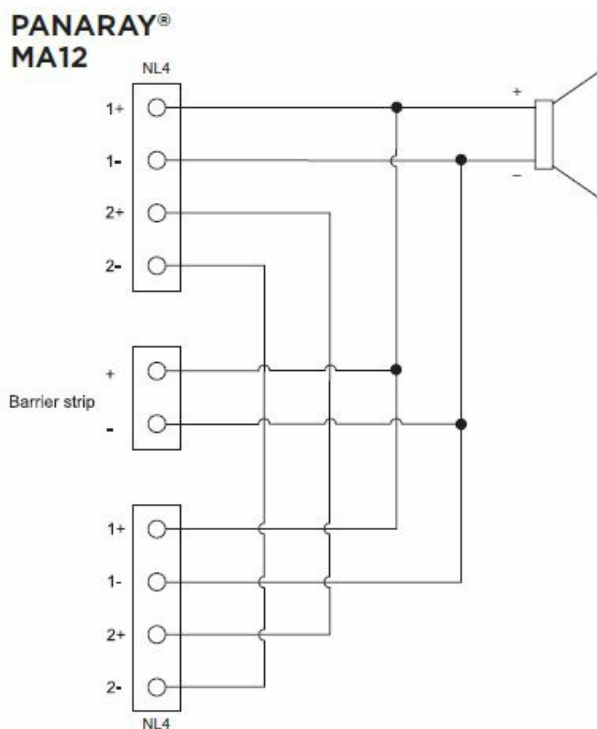 PANARAY®
MA12
NL4
1+
+
1-
–
2+
2-
+
Barrier strip
-
1+
1-
2+
2-
NL4